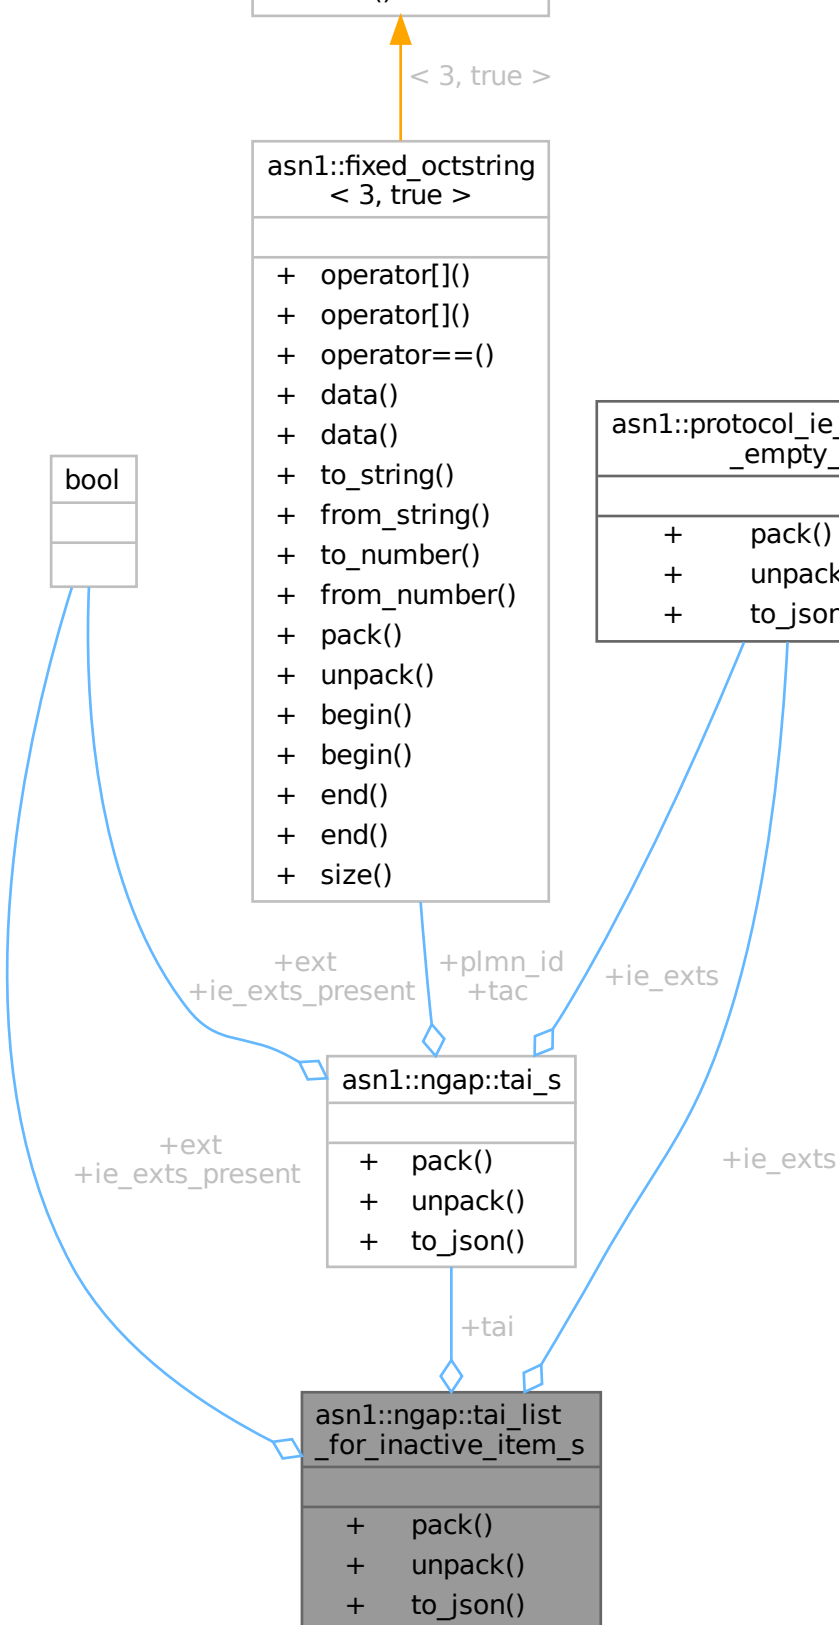 < 3, true >
asn1::fixed_octstring
< 3, true >
+ operator[]()
+ operator[]()
+ operator==()
+ data()
+ data()
+ to_string()
+ from_string()
+ to_number()
+ from_number()
+ pack()
+ unpack()
+ begin()
+ begin()
+ end()
+ end()
+ size()
bool
asn1::protocol_ie_
_empty_
+ pack()
+ unpack
+ to_json
+ext
+ie_exts_present
+plmn_id
+tac
+ie_exts
asn1::ngap::tai_s
+ pack()
+ unpack()
+ to_json()
+ext
+ie_exts_present
+ie_exts
+tai
asn1::ngap::tai_list
_for_inactive_item_s
+ pack()
+ unpack()
+ to_json()